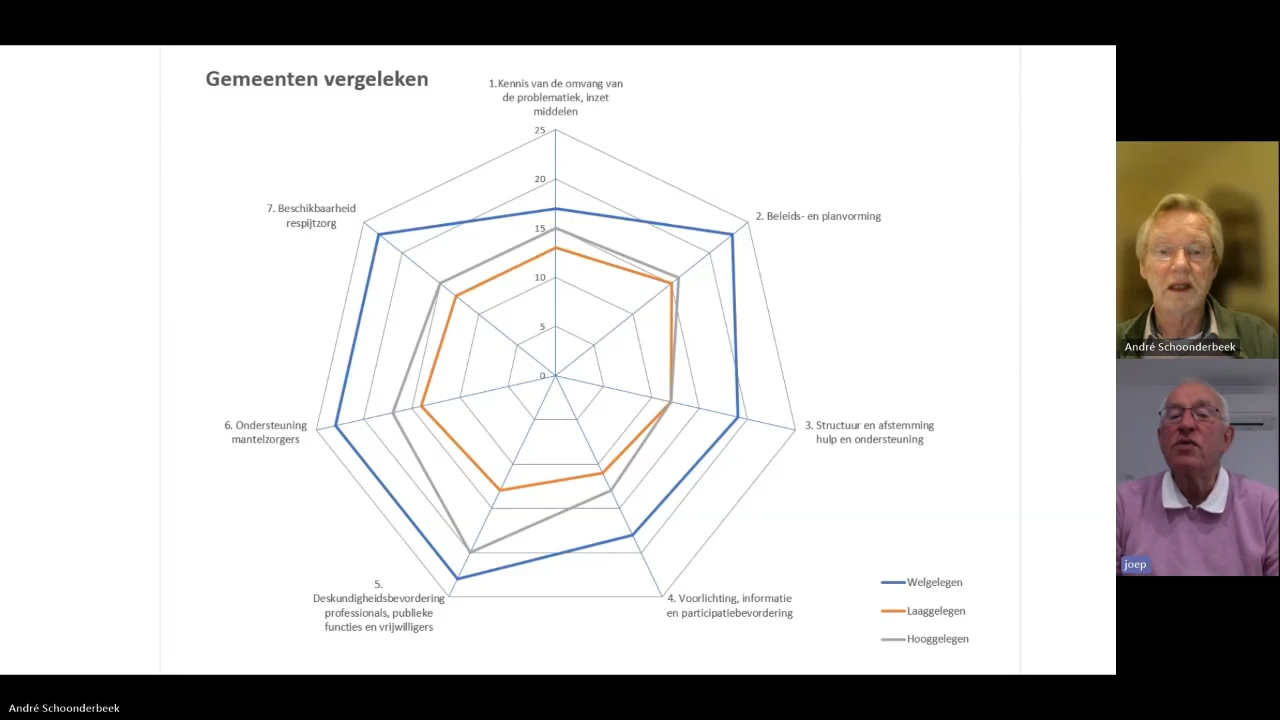 Gemeenten vergeleken
1.Kennis van de omvang van
de problematiek, inzet
middelen
25
20
15
10
5
0
2. Beleids- en planvorming
3. Structuur en afstemming
hulp en ondersteuning
4. Voorlichting, informatie
en participatiebevordering
5.
Deskundigheidsbevordering
professionals, publieke
functies en vrijwilligers
6. Ondersteuning
mantelzorgers
7. Beschikbaarheid
respijtzorg
Welgelegen
Laaggelegen
Hooggelegen
André Schoonderbeek
joep
André Schoonderbeek